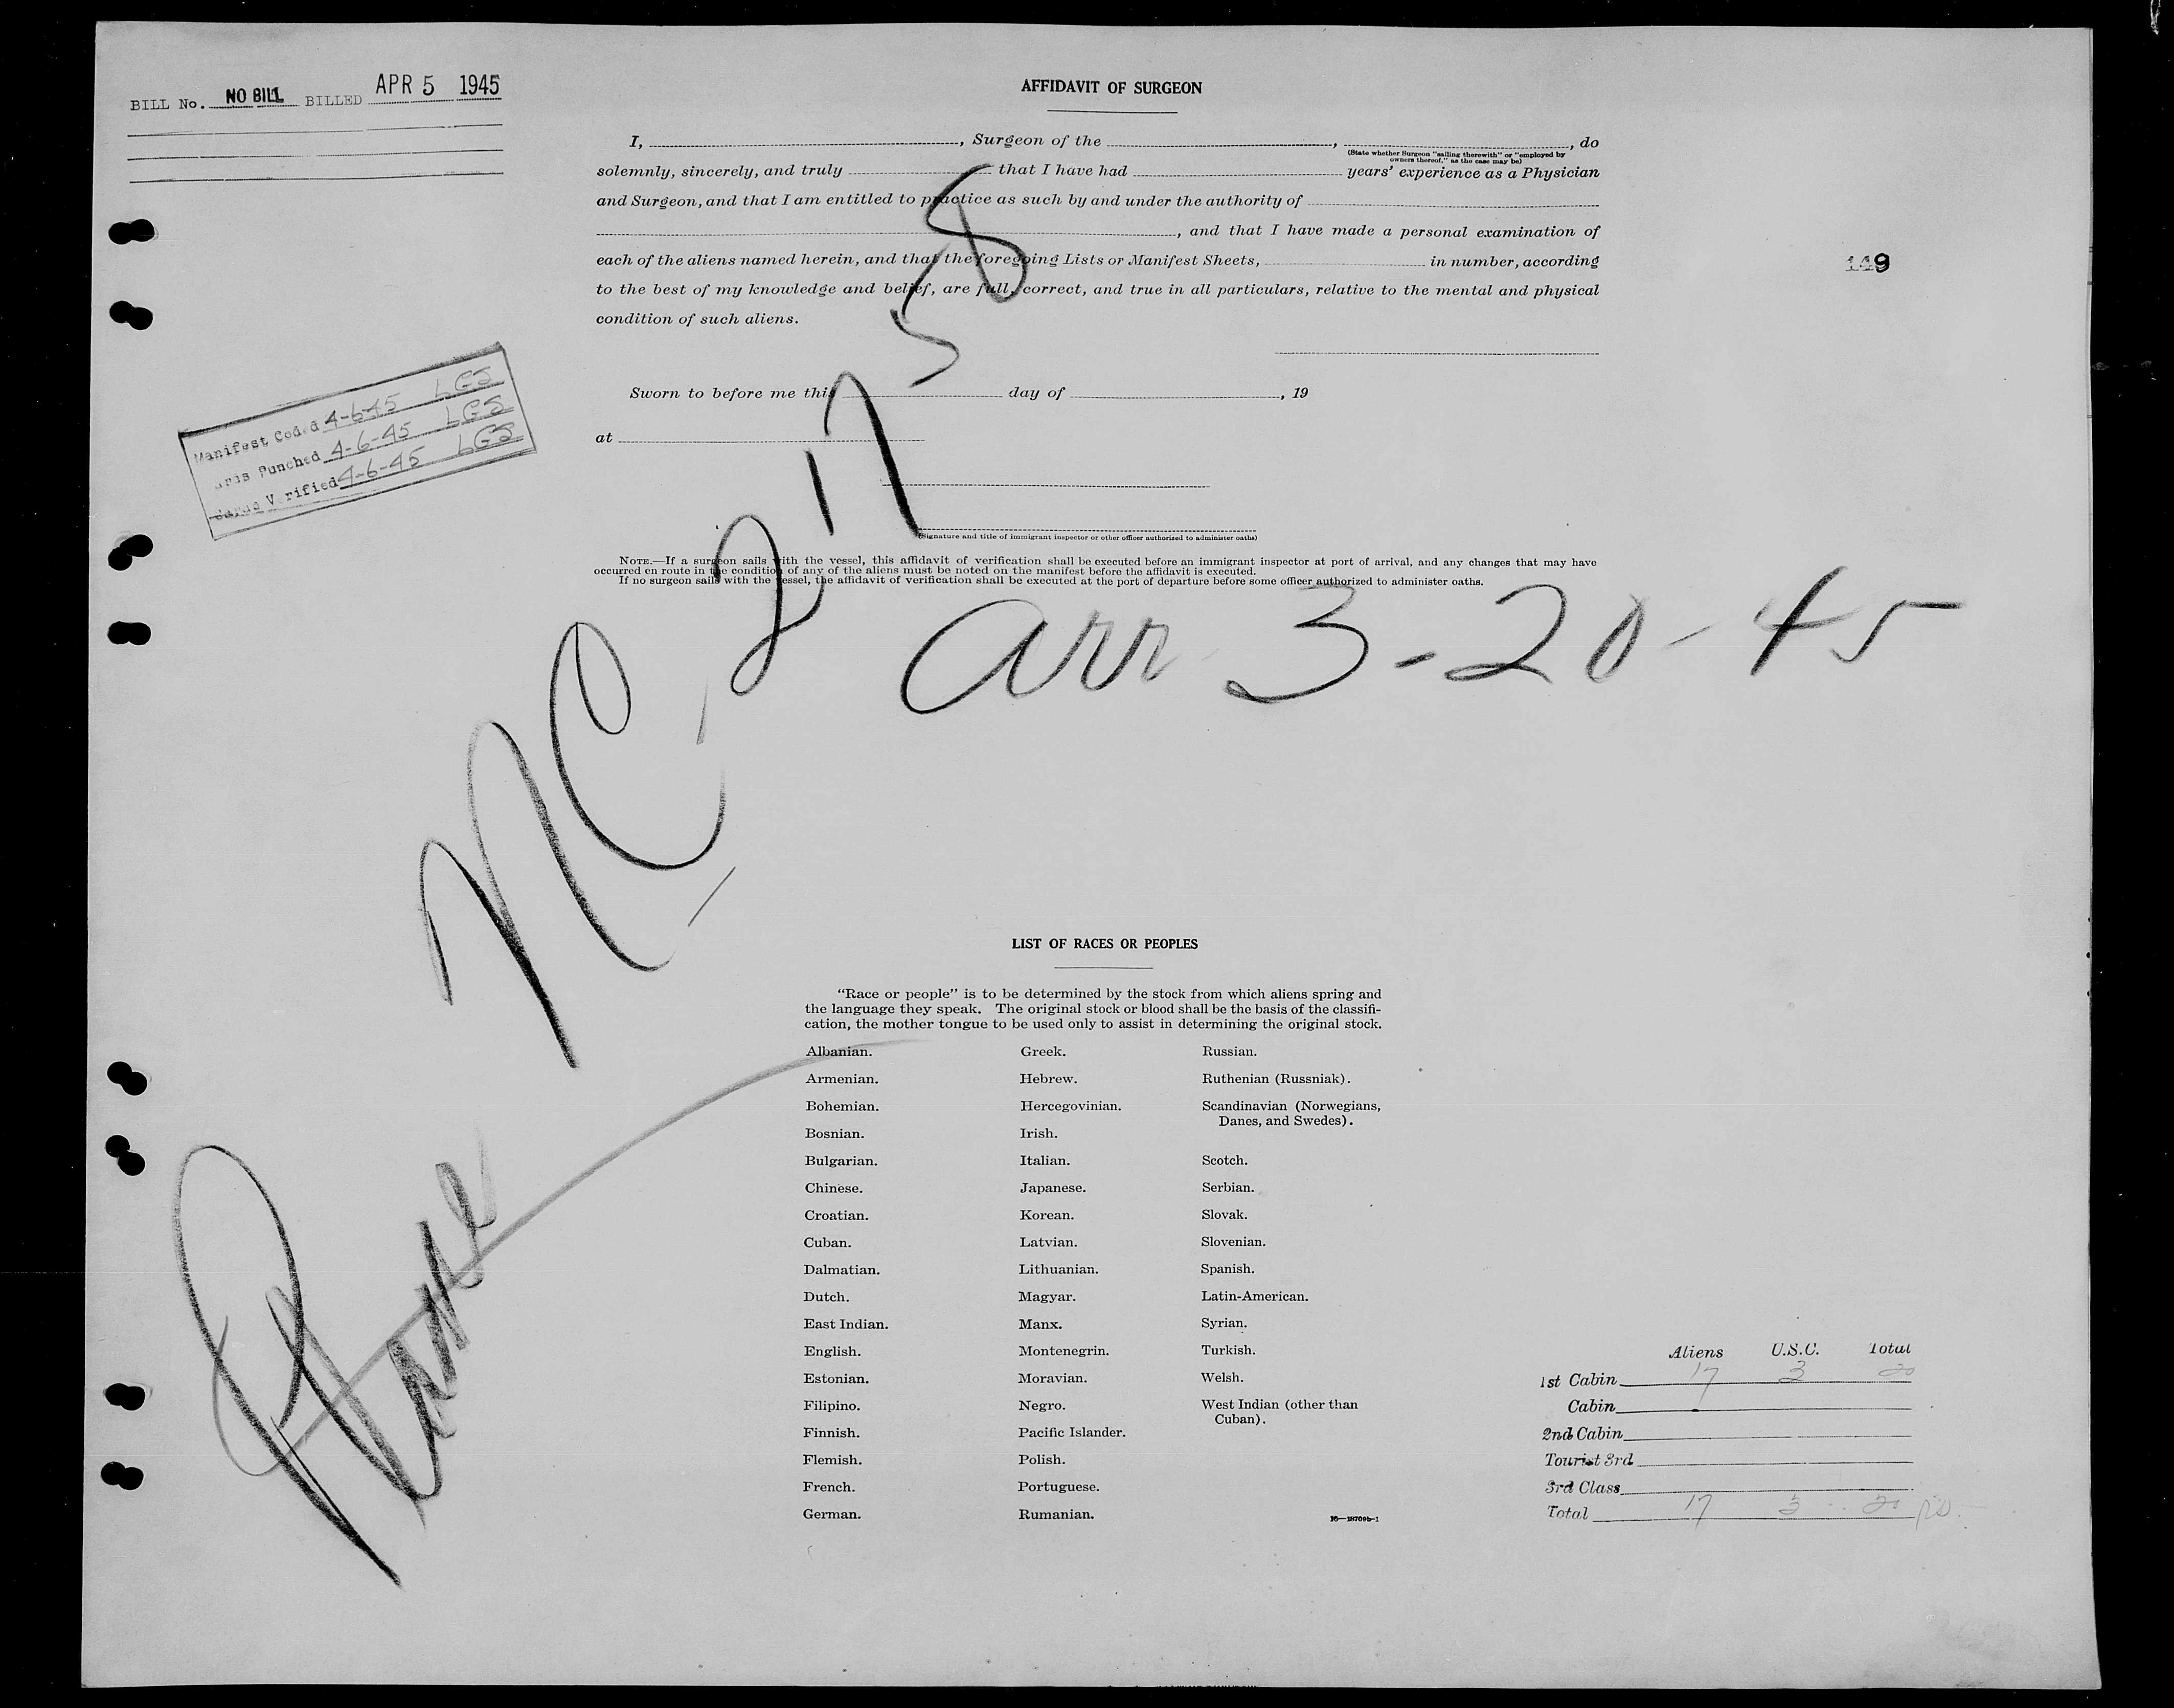 BILL No. NO BILL BILLED APR 5 1945
AFFIDAVIT OF SURGEON
I, , Surgeon of the , , do
(State whether Surgeon "sailing therewith" or "employed by
owners thereof," as the case may be)
solemnly, sincerely, and truly that I have had years' experience as a Physician
and Surgeon, and that I am entitled to practice as such by and under the authority of
, and that I have made a personal examination of
each of the aliens named herein, and that the foregoing Lists or Manifest Sheets, in number, according
149
to the best of my knowledge and belief, are full, correct, and true in all particulars, relative to the mental and physical
condition of such aliens.
Manifest Coded 4-6-45 LGS
Punched 4-6-45 LGS
Cards Verified 4-6-45 LGS
Sworn to before me this day of , 19
at
(Signature and title of immigrant inspector or other officer authorized to administer oaths)
NOTE.—If a surgeon sails with the vessel, this affidavit of verification shall be executed before an immigrant inspector at port of arrival, and any changes that may have
occurred en route in the condition of any of the aliens must be noted on the manifest before the affidavit is executed.
If no surgeon sails with the vessel, the affidavit of verification shall be executed at the port of departure before some officer authorized to administer oaths.
NC 21758
arr 3-20-45
Plane
LIST OF RACES OR PEOPLES
"Race or people" is to be determined by the stock from which aliens spring and
the language they speak. The original stock or blood shall be the basis of the classifi-
cation, the mother tongue to be used only to assist in determining the original stock.
Albanian. Greek. Russian.
Armenian. Hebrew. Ruthenian (Russniak).
Bohemian. Hercegovinian. Scandinavian (Norwegians,
Danes, and Swedes).
Bosnian. Irish.
Bulgarian. Italian. Scotch.
Chinese. Japanese. Serbian.
Croatian. Korean. Slovak.
Cuban. Latvian. Slovenian.
Dalmatian. Lithuanian. Spanish.
Dutch. Magyar. Latin-American.
East Indian. Manx. Syrian.
English. Montenegrin. Turkish.
Estonian. Moravian. Welsh.
Filipino. Negro. West Indian (other than
Cuban).
Finnish. Pacific Islander.
Flemish. Polish.
French. Portuguese.
German. Rumanian.
16—18709b-1
Aliens U.S.C. Total
1st Cabin 17 3 20
Cabin
2nd Cabin
Tourist 3rd
3rd Class
Total 17 3 20